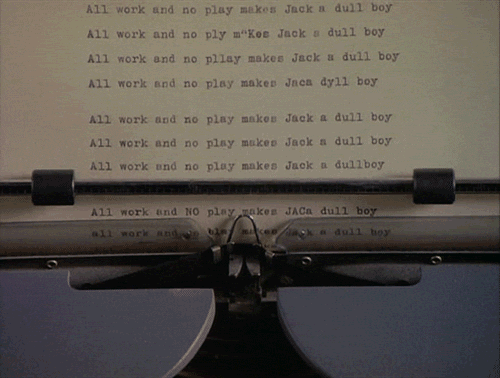 All work and no play makes Jack a dull boy
All work and no ply m"Kes Jack a dull boy
All work and no pllay makes Jack a dull boy
All work and no play makes Jaca dyll boy
All work and no play makes Jack a dull boy
All work and no play makes Jack a dull boy
All work and no play makes Jack a dullboy
All work and NO play makes JACa dull boy
all work and no makes Jack a dull boy